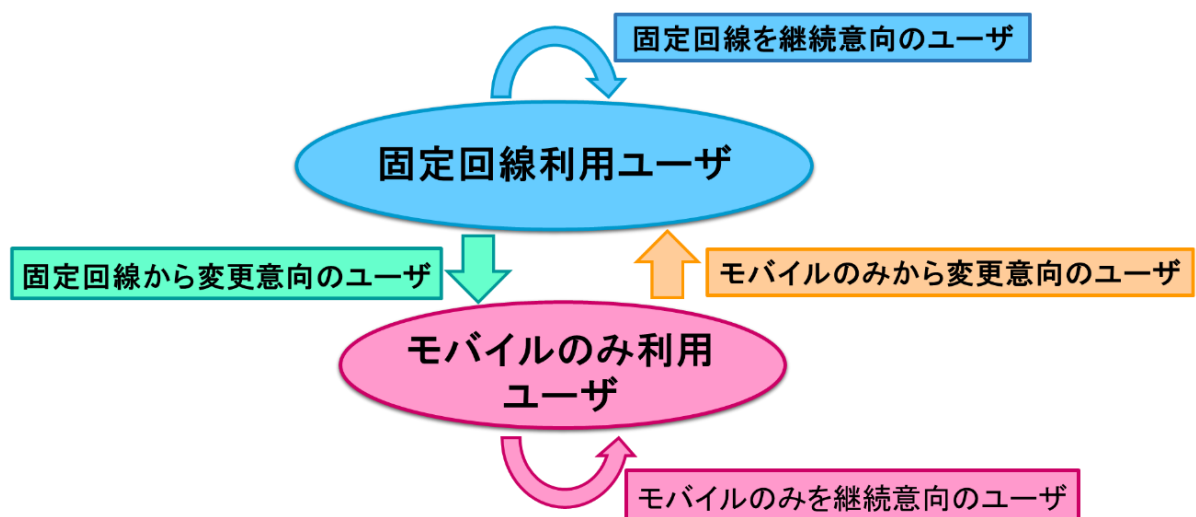 固定回線を継続意向のユーザ
固定回線利用ユーザ
固定回線から変更意向のユーザ
モバイルのみから変更意向のユーザ
モバイルのみ利用
ユーザ
モバイルのみを継続意向のユーザ